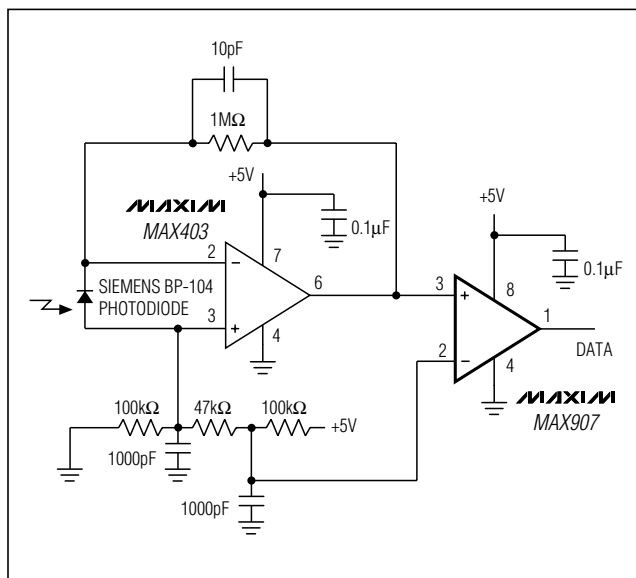 10pF
1MΩ
+5V
MAXIM
MAX403
0.1µF
+5V
2
−
7
0.1µF
SIEMENS BP-104
PHOTODIODE
6
3
+
8
3
+
4
1
DATA
2
−
4
MAXIM
MAX907
100kΩ
47kΩ
100kΩ
+5V
1000pF
1000pF